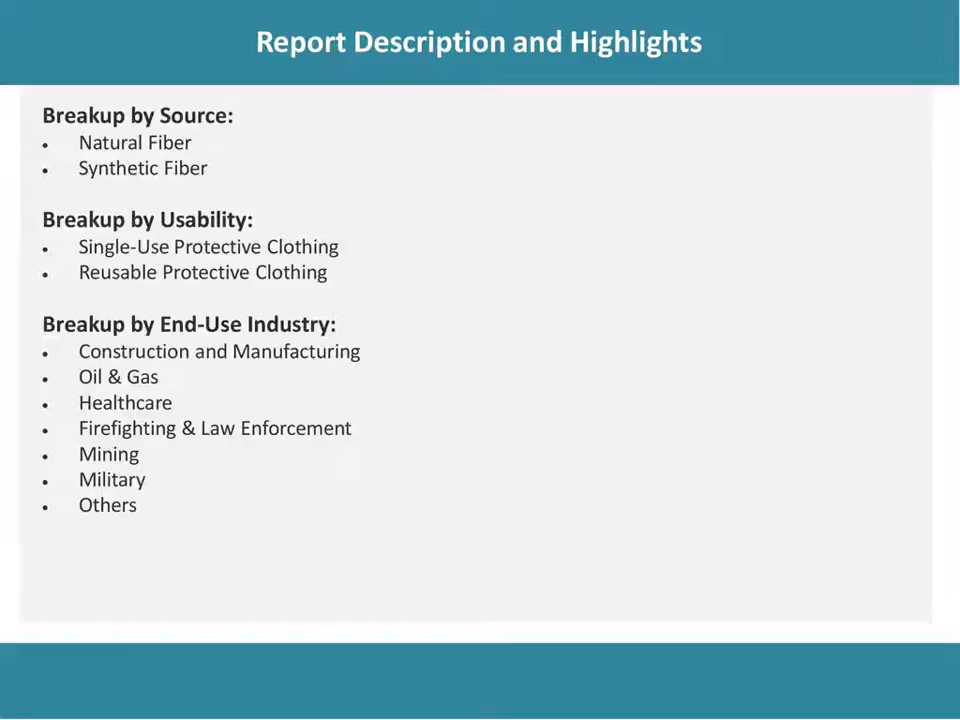 Report Description and Highlights
Breakup by Source:
• Natural Fiber
• Synthetic Fiber
Breakup by Usability:
• Single-Use Protective Clothing
• Reusable Protective Clothing
Breakup by End-Use Industry:
• Construction and Manufacturing
• Oil & Gas
• Healthcare
• Firefighting & Law Enforcement
• Mining
• Military
• Others